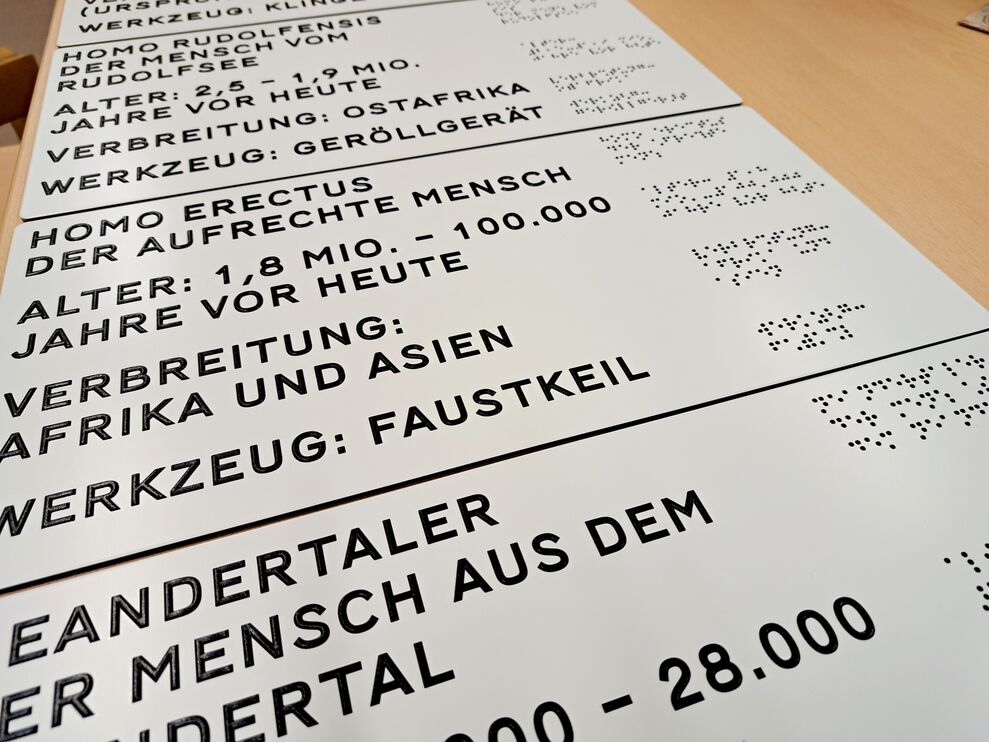 (URSPRÜN
WERKZEUG: KLINGE
HOMO RUDOLFENSIS
DER MENSCH VOM
RUDOLFSEE
ALTER: 2,5 – 1,9 MIO.
JAHRE VOR HEUTE
VERBREITUNG: OSTAFRIKA
WERKZEUG: GERÖLLGERÄT
HOMO ERECTUS
DER AUFRECHTE MENSCH
ALTER: 1,8 MIO. – 100.000
JAHRE VOR HEUTE
VERBREITUNG:
AFRIKA UND ASIEN
WERKZEUG: FAUSTKEIL
EANDERTALER
ER MENSCH AUS DEM
NDERTAL
00 – 28.000